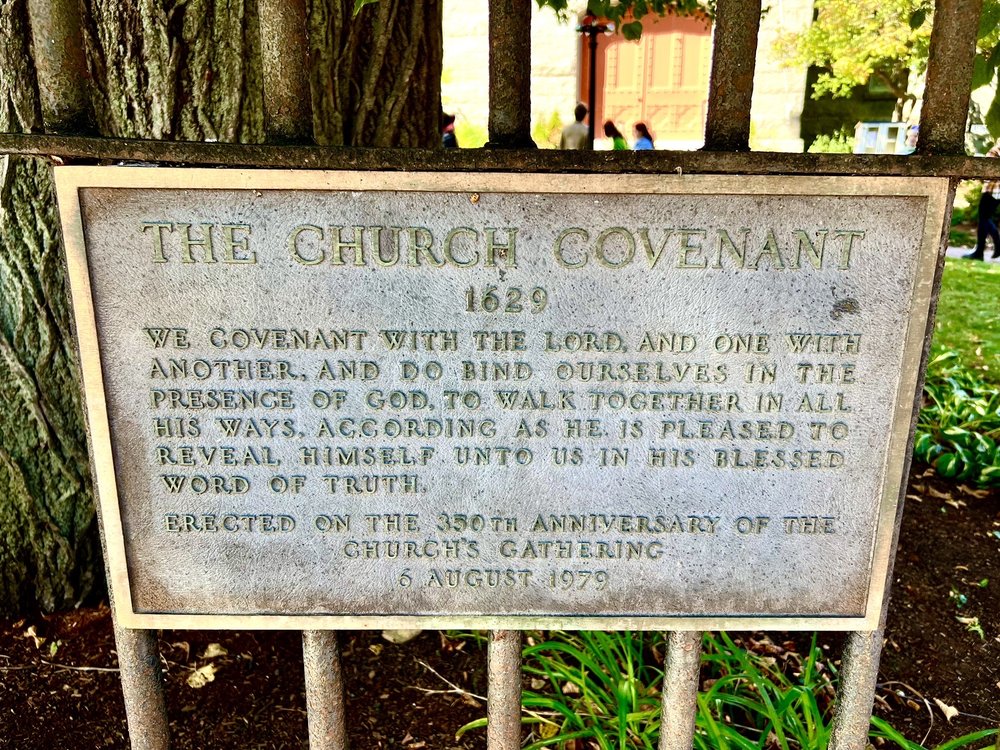 THE CHURCH COVENANT
1629
WE COVENANT WITH THE LORD, AND ONE WITH
ANOTHER, AND DO BIND OURSELVES IN THE
PRESENCE OF GOD, TO WALK TOGETHER IN ALL
HIS WAYS, ACCORDING AS HE IS PLEASED TO
REVEAL HIMSELF UNTO US IN HIS BLESSED
WORD OF TRUTH.
ERECTED ON THE 350TH ANNIVERSARY OF THE
CHURCH'S GATHERING
6 AUGUST 1979